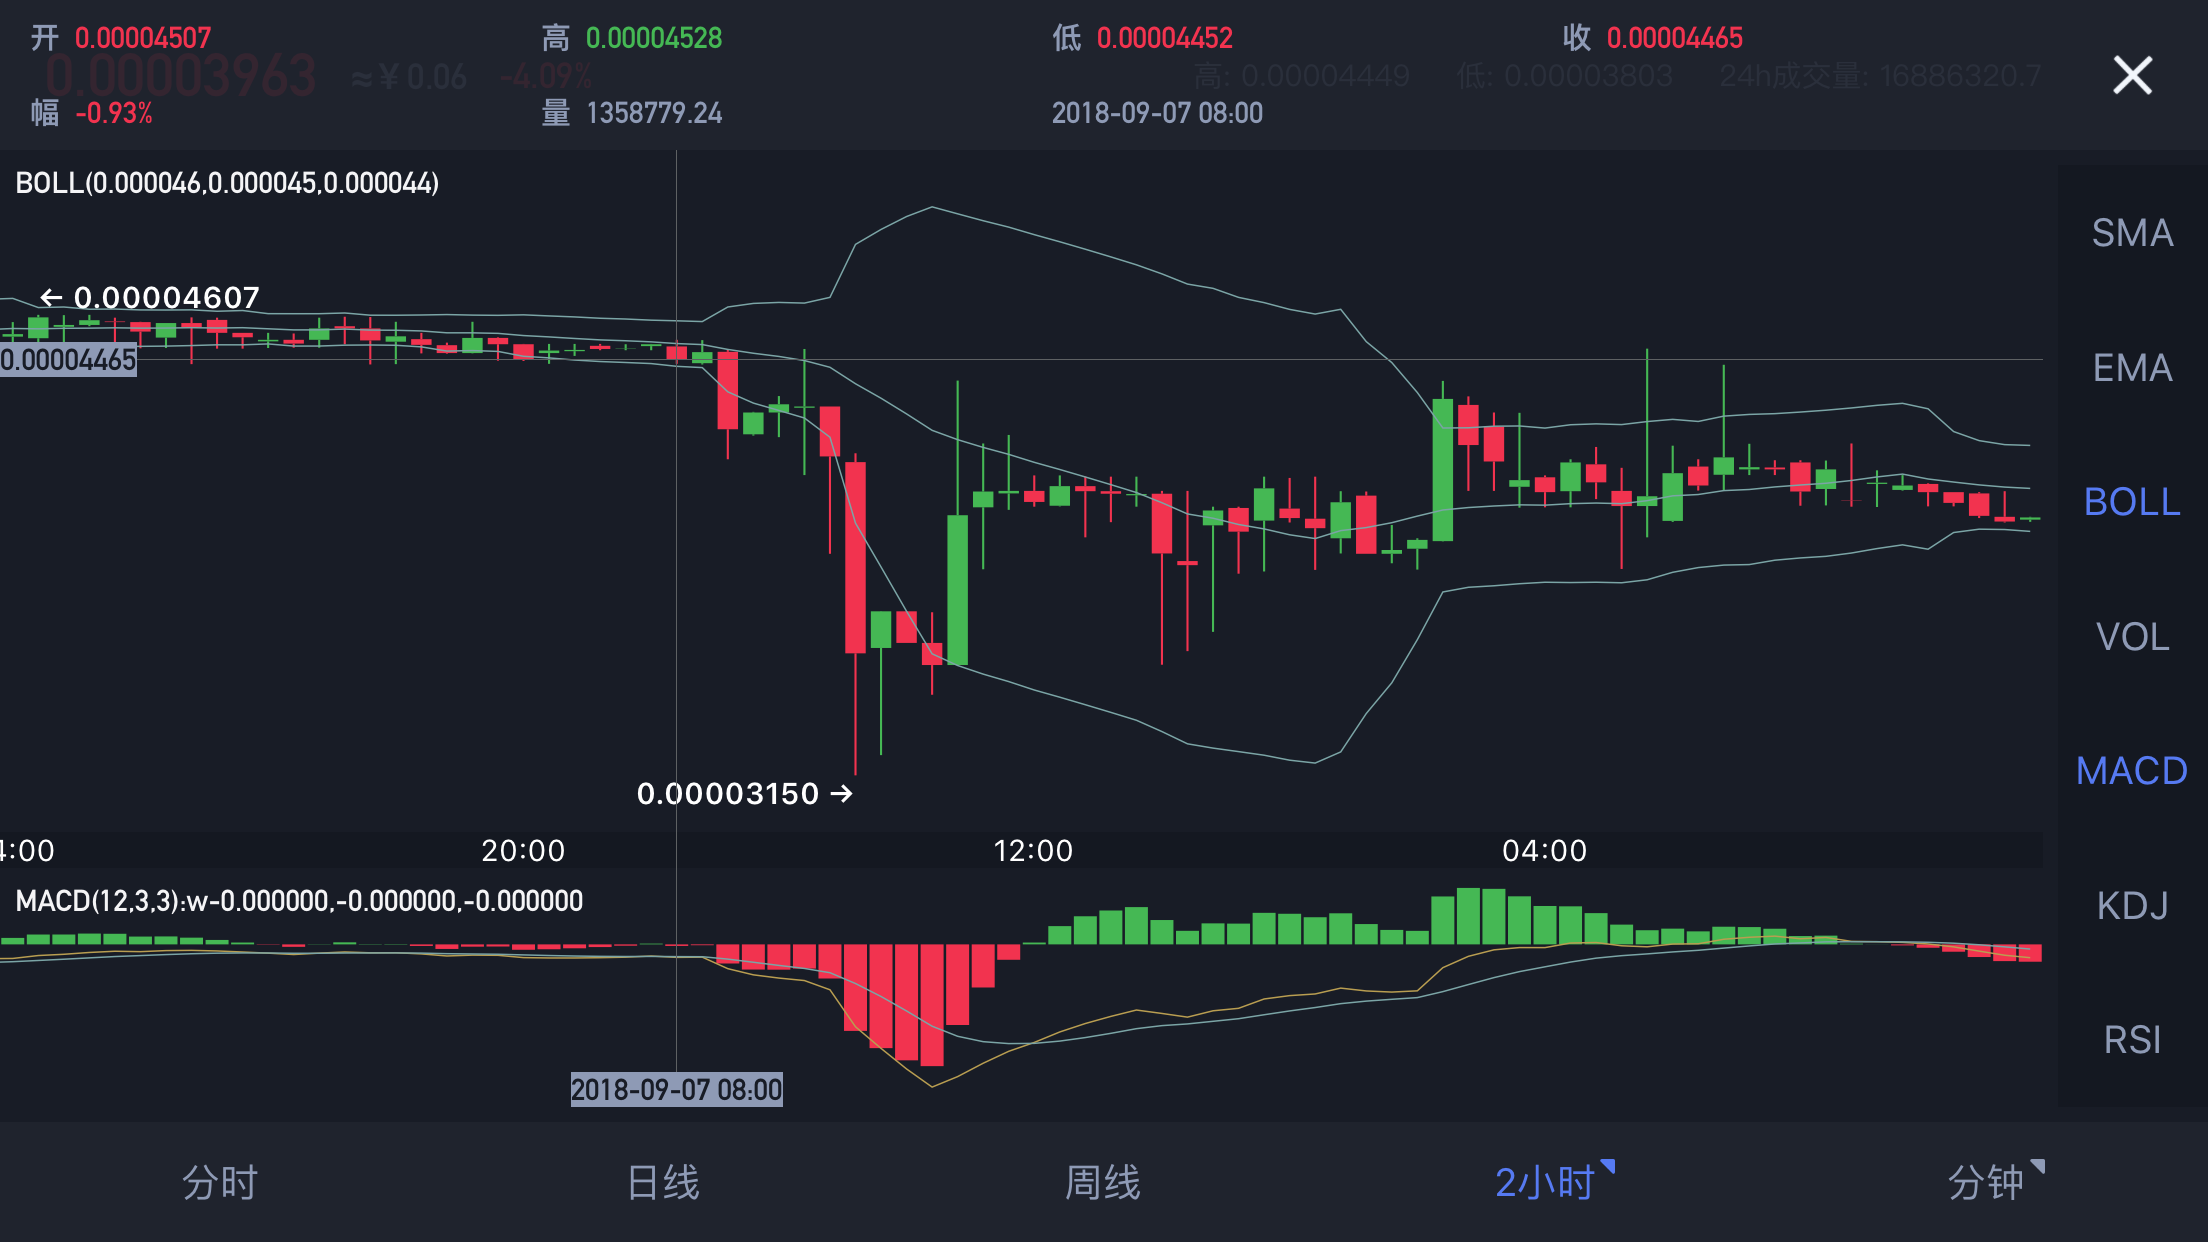 开 0.00004507 高 0.00004528 低 0.00004452 收 0.00004465
0.00003963 ≈￥0.06 -4.09% 高: 0.00004449 低: 0.00003803 24h成交量: 16886320.7
幅 -0.93% 量 1358779.24 2018-09-07 08:00
BOLL(0.000046,0.000045,0.000044)
SMA
← 0.00004607
0.00004465
EMA
BOLL
VOL
MACD
0.00003150 →
4:00 20:00 12:00 04:00
MACD(12,3,3):w-0.000000,-0.000000,-0.000000
KDJ
RSI
2018-09-07 08:00
分时 日线 周线 2小时 分钟